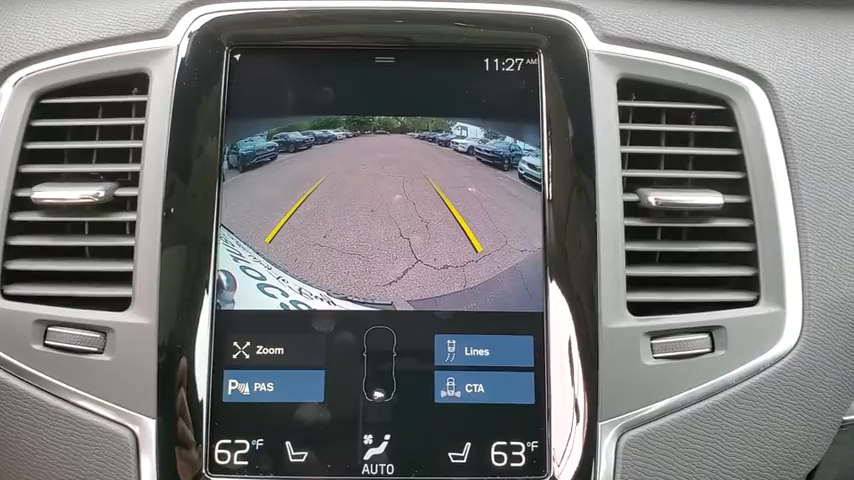 11:27 AM
Zoom
Lines
PAS
CTA
62°F
AUTO
63°F